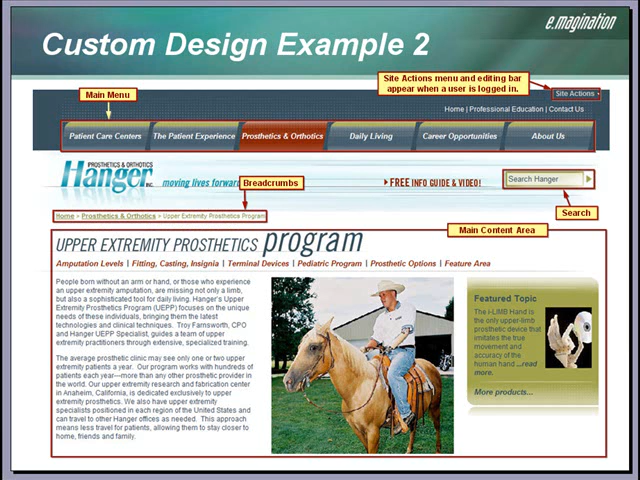 e.magination
Custom Design Example 2
Site Actions menu and editing bar
appear when a user is logged in.
Main Menu
Site Actions
Home | Professional Education | Contact Us
Patient Care Centers
The Patient Experience
Prosthetics & Orthotics
Daily Living
Career Opportunities
About Us
PROSTHETICS & ORTHOTICS
Hanger INC.
moving lives forward
Breadcrumbs
FREE INFO GUIDE & VIDEO!
Search Hanger
Search
Home > Prosthetics & Orthotics > Upper Extremity Prosthetics Program
Main Content Area
UPPER EXTREMITY PROSTHETICS program
Amputation Levels | Fitting, Casting, Insignia | Terminal Devices | Pediatric Program | Prosthetic Options | Feature Area
People born without an arm or hand, or those who experience
an upper extremity amputation, are missing not only a limb,
but also a sophisticated tool for daily living. Hanger's Upper
Extremity Prosthetics Program (UEPP) focuses on the unique
needs of these individuals, bringing them the latest
technologies and clinical techniques. Troy Farnsworth, CPO
and Hanger UEPP Specialist, guides a team of upper
extremity practitioners through extensive, specialized training.
The average prosthetic clinic may see only one or two upper
extremity patients a year. Our program works with hundreds of
patients each year—more than any other prosthetic provider in
the world. Our upper extremity research and fabrication center
in Anaheim, California, is dedicated exclusively to upper
extremity prosthetics. We also have upper extremity
specialists positioned in each region of the United States and
can travel to other Hanger offices as needed. This approach
means less travel for patients, allowing them to stay closer to
home, friends and family.
Featured Topic
The i-LIMB Hand is
the only upper-limb
prosthetic device that
imitates the true
movement and
accuracy of the
human hand ...read
more.
More products...